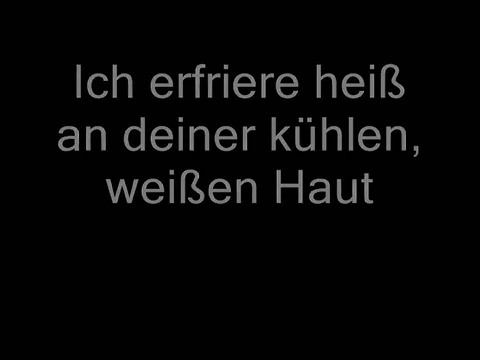 Ich erfriere heiß
an deiner kühlen,
weißen Haut